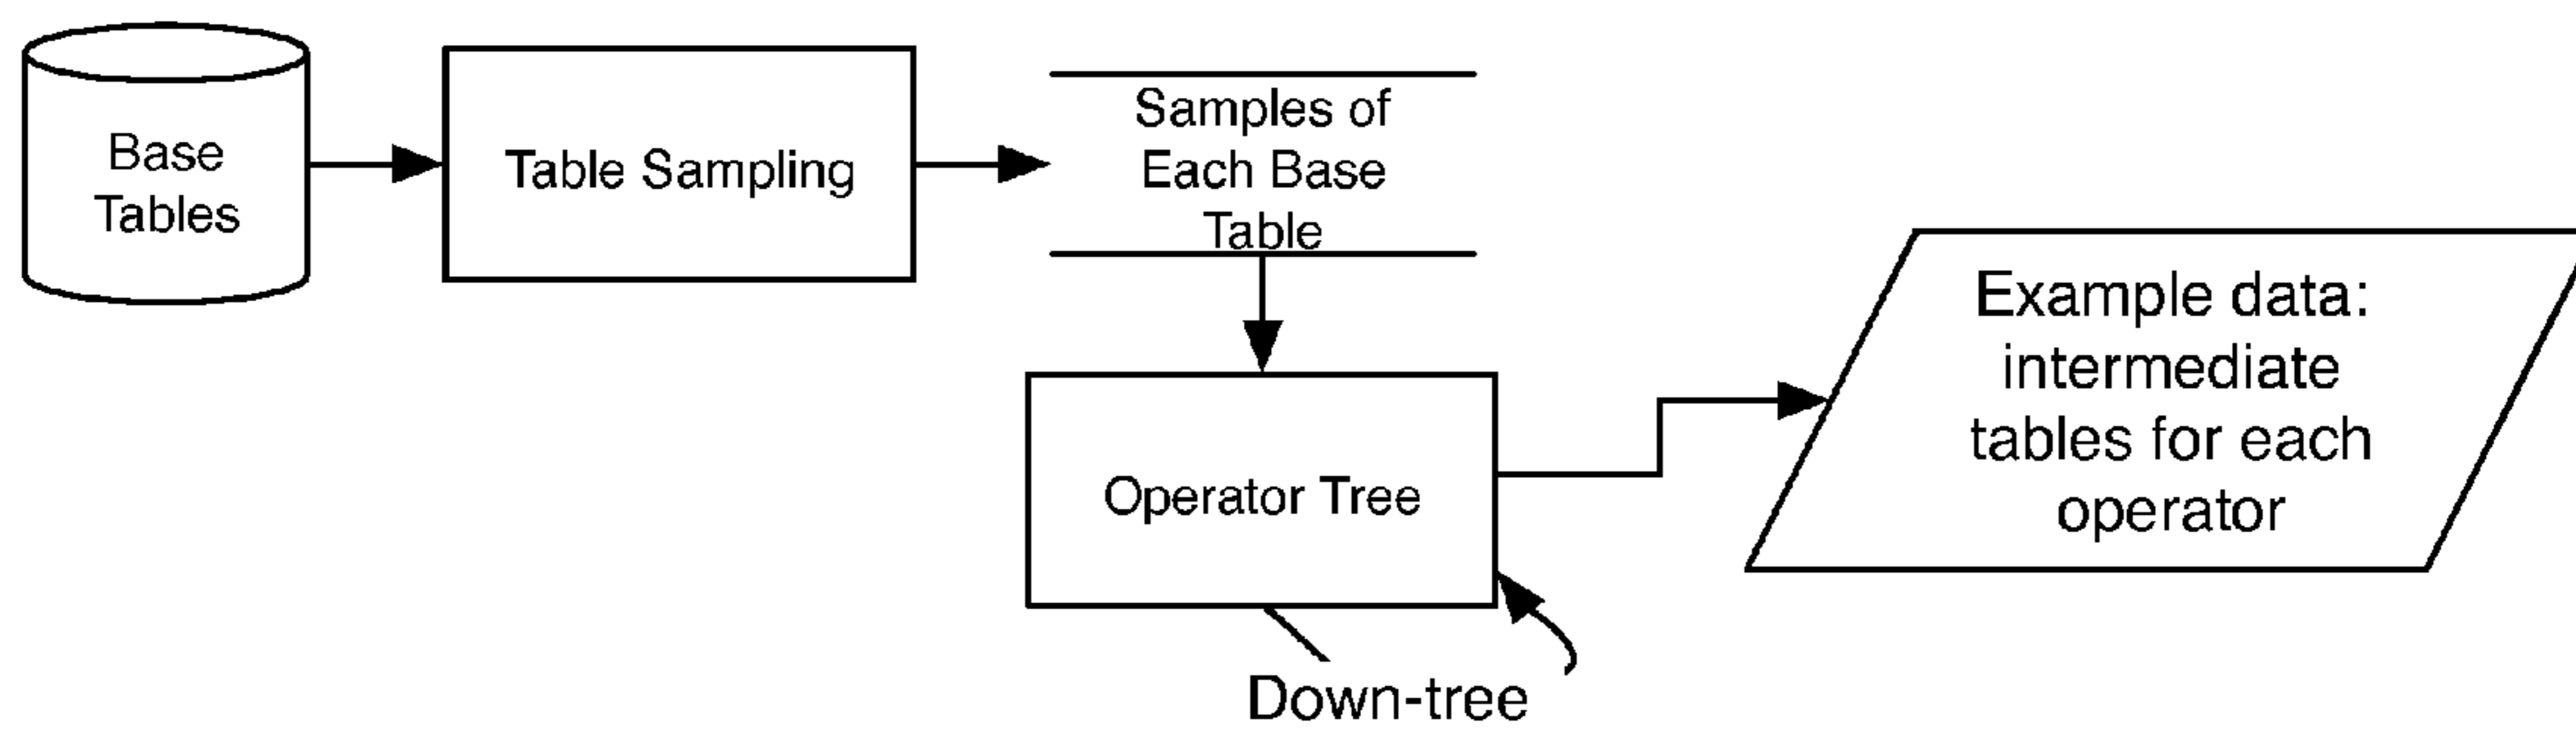 Base
Tables
Table Sampling
Samples of
Each Base
Table
Operator Tree
Example data:
intermediate
tables for each
operator
Down-tree